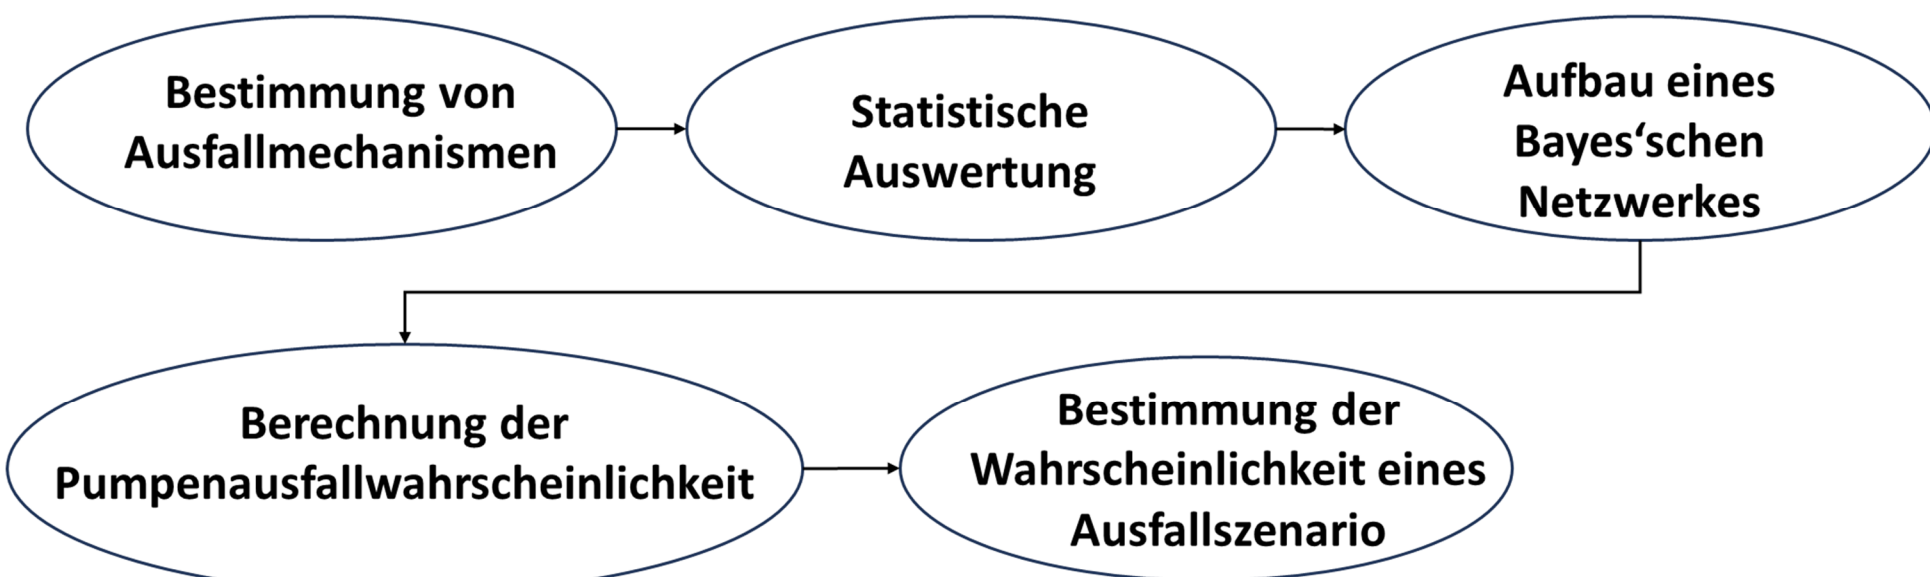 Bestimmung von
Ausfallmechanismen
Statistische
Auswertung
Aufbau eines
Bayes‘schen
Netzwerkes
Berechnung der
Pumpenausfallwahrscheinlichkeit
Bestimmung der
Wahrscheinlichkeit eines
Ausfallszenario